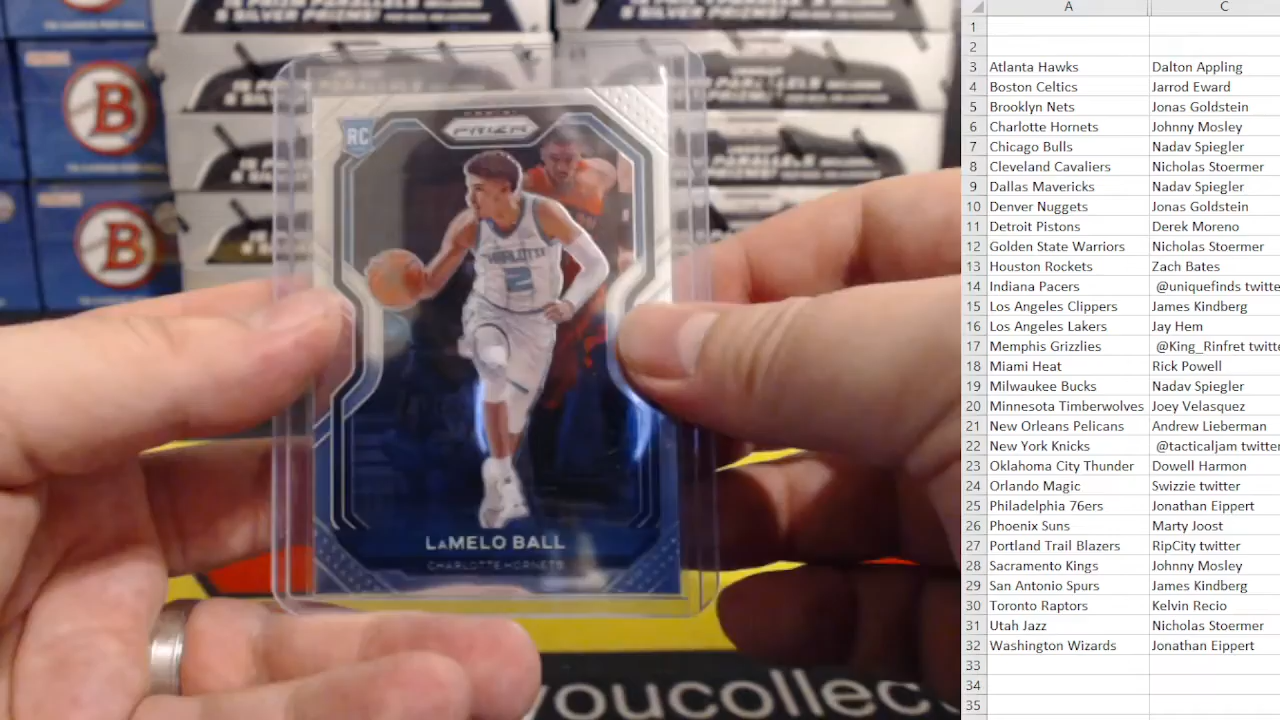 5 SILVER PRIZMS!
5 SILVER PRIZMS!
B
B
RC
PRIZM
CHARLOTTE
2
LAMELO BALL
CHARLOTTE HORNETS
youcollec
A C
1
2
3 Atlanta Hawks Dalton Appling
4 Boston Celtics Jarrod Eward
5 Brooklyn Nets Jonas Goldstein
6 Charlotte Hornets Johnny Mosley
7 Chicago Bulls Nadav Spiegler
8 Cleveland Cavaliers Nicholas Stoermer
9 Dallas Mavericks Nadav Spiegler
10 Denver Nuggets Jonas Goldstein
11 Detroit Pistons Derek Moreno
12 Golden State Warriors Nicholas Stoermer
13 Houston Rockets Zach Bates
14 Indiana Pacers @uniquefinds twitte
15 Los Angeles Clippers James Kindberg
16 Los Angeles Lakers Jay Hem
17 Memphis Grizzlies @King_Rinfret twitte
18 Miami Heat Rick Powell
19 Milwaukee Bucks Nadav Spiegler
20 Minnesota Timberwolves Joey Velasquez
21 New Orleans Pelicans Andrew Lieberman
22 New York Knicks @tacticaljam twitter
23 Oklahoma City Thunder Dowell Harmon
24 Orlando Magic Swizzie twitter
25 Philadelphia 76ers Jonathan Eippert
26 Phoenix Suns Marty Joost
27 Portland Trail Blazers RipCity twitter
28 Sacramento Kings Johnny Mosley
29 San Antonio Spurs James Kindberg
30 Toronto Raptors Kelvin Recio
31 Utah Jazz Nicholas Stoermer
32 Washington Wizards Jonathan Eippert
33
34
35